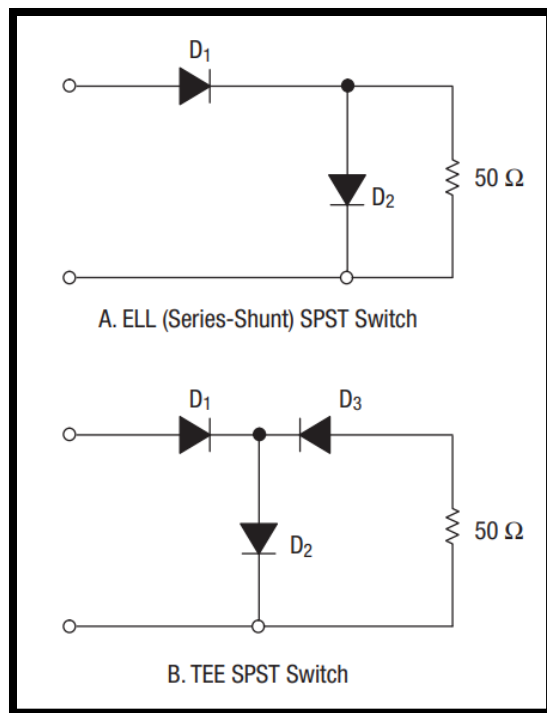 D1
D2
50 Ω
A. ELL (Series-Shunt) SPST Switch
D1 D3
D2
50 Ω
B. TEE SPST Switch